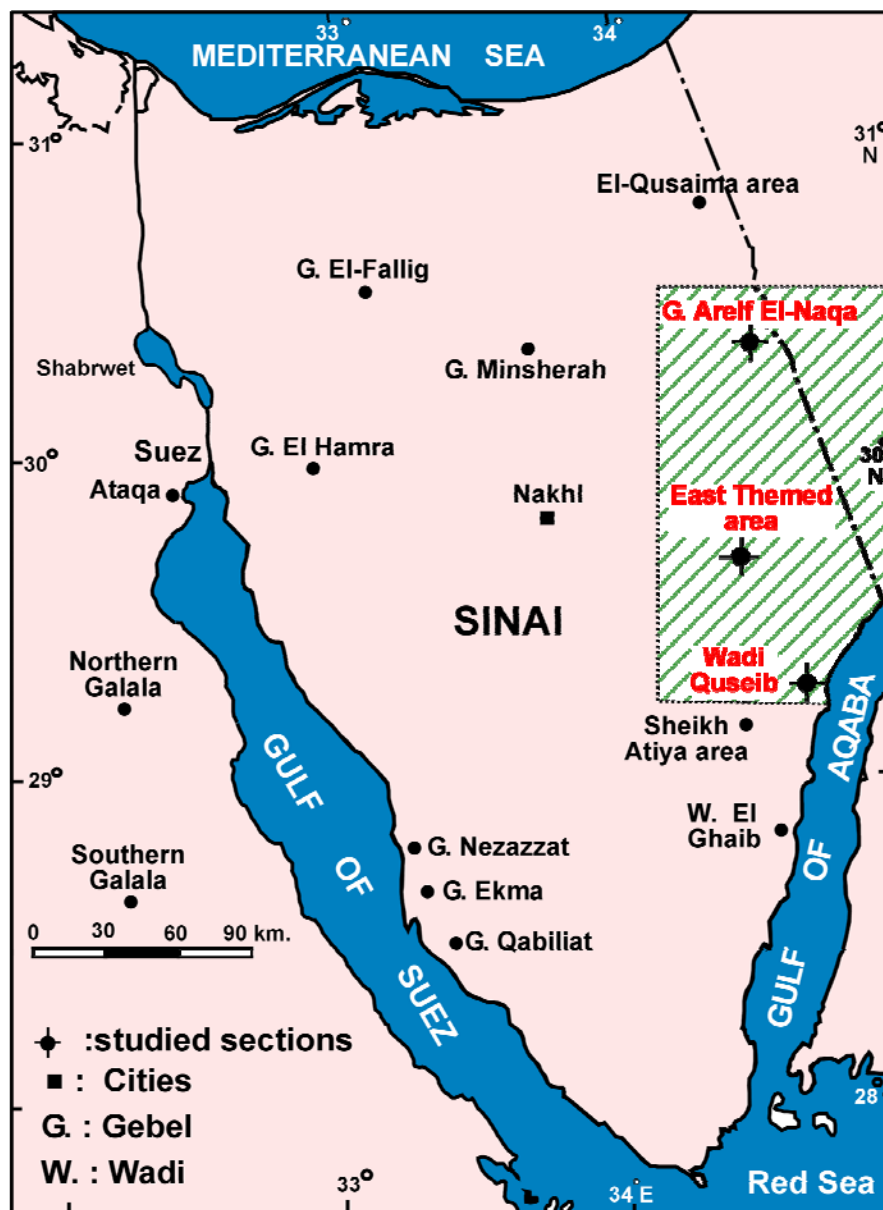 33°
34°
MEDITERRANEAN SEA
31°
31°
N
El-Qusaima area
G. El-Fallig
G. Arelf El-Naqa
Shabrwet
G. Minsherah
Suez
G. El Hamra
30°
30
N
Ataqa
Nakhl
East Themed
area
SINAI
Northern
Galala
Wadi
Quseib
Sheikh
Atiya area
GULF OF SUEZ
GULF OF AQABA
29°
W. El
Ghaib
Southern
Galala
G. Nezazzat
G. Ekma
G. Qabiliat
0 30 60 90 km.
:studied sections
: Cities
G. : Gebel
W. : Wadi
28
33°
34 E
Red Sea